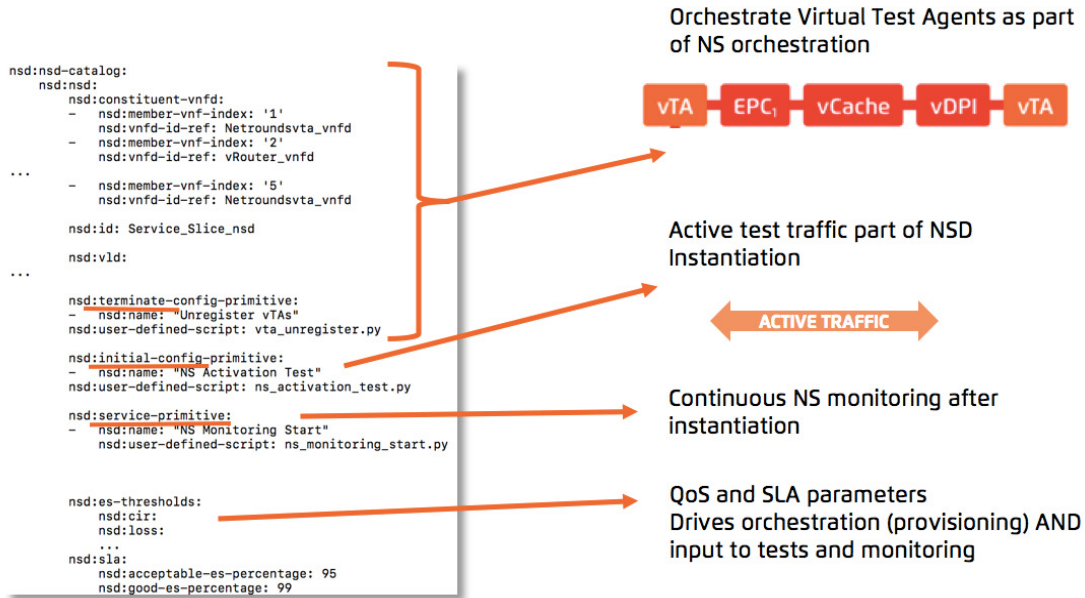 nsd:nsd-catalog:
nsd:nsd:
nsd:constituent-vnfd:
- nsd:member-vnf-index: '1'
nsd:vnfd-id-ref: Netroundsvta_vnfd
- nsd:member-vnf-index: '2'
nsd:vnfd-id-ref: vRouter_vnfd
...
- nsd:member-vnf-index: '5'
nsd:vnfd-id-ref: Netroundsvta_vnfd
nsd:id: Service_Slice_nsd
nsd:vld:
...
nsd:terminate-config-primitive:
- nsd:name: "Unregister vTAs"
nsd:user-defined-script: vta_unregister.py
nsd:initial-config-primitive:
- nsd:name: "NS Activation Test"
nsd:user-defined-script: ns_activation_test.py
nsd:service-primitive:
- nsd:name: "NS Monitoring Start"
nsd:user-defined-script: ns_monitoring_start.py
nsd:es-thresholds:
nsd:cir:
nsd:loss:
...
nsd:sla:
nsd:acceptable-es-percentage: 95
nsd:good-es-percentage: 99
Orchestrate Virtual Test Agents as part
of NS orchestration
vTA EPC₁ vCache vDPI vTA
Active test traffic part of NSD
Instantiation
ACTIVE TRAFFIC
Continuous NS monitoring after
instantiation
QoS and SLA parameters
Drives orchestration (provisioning) AND
input to tests and monitoring